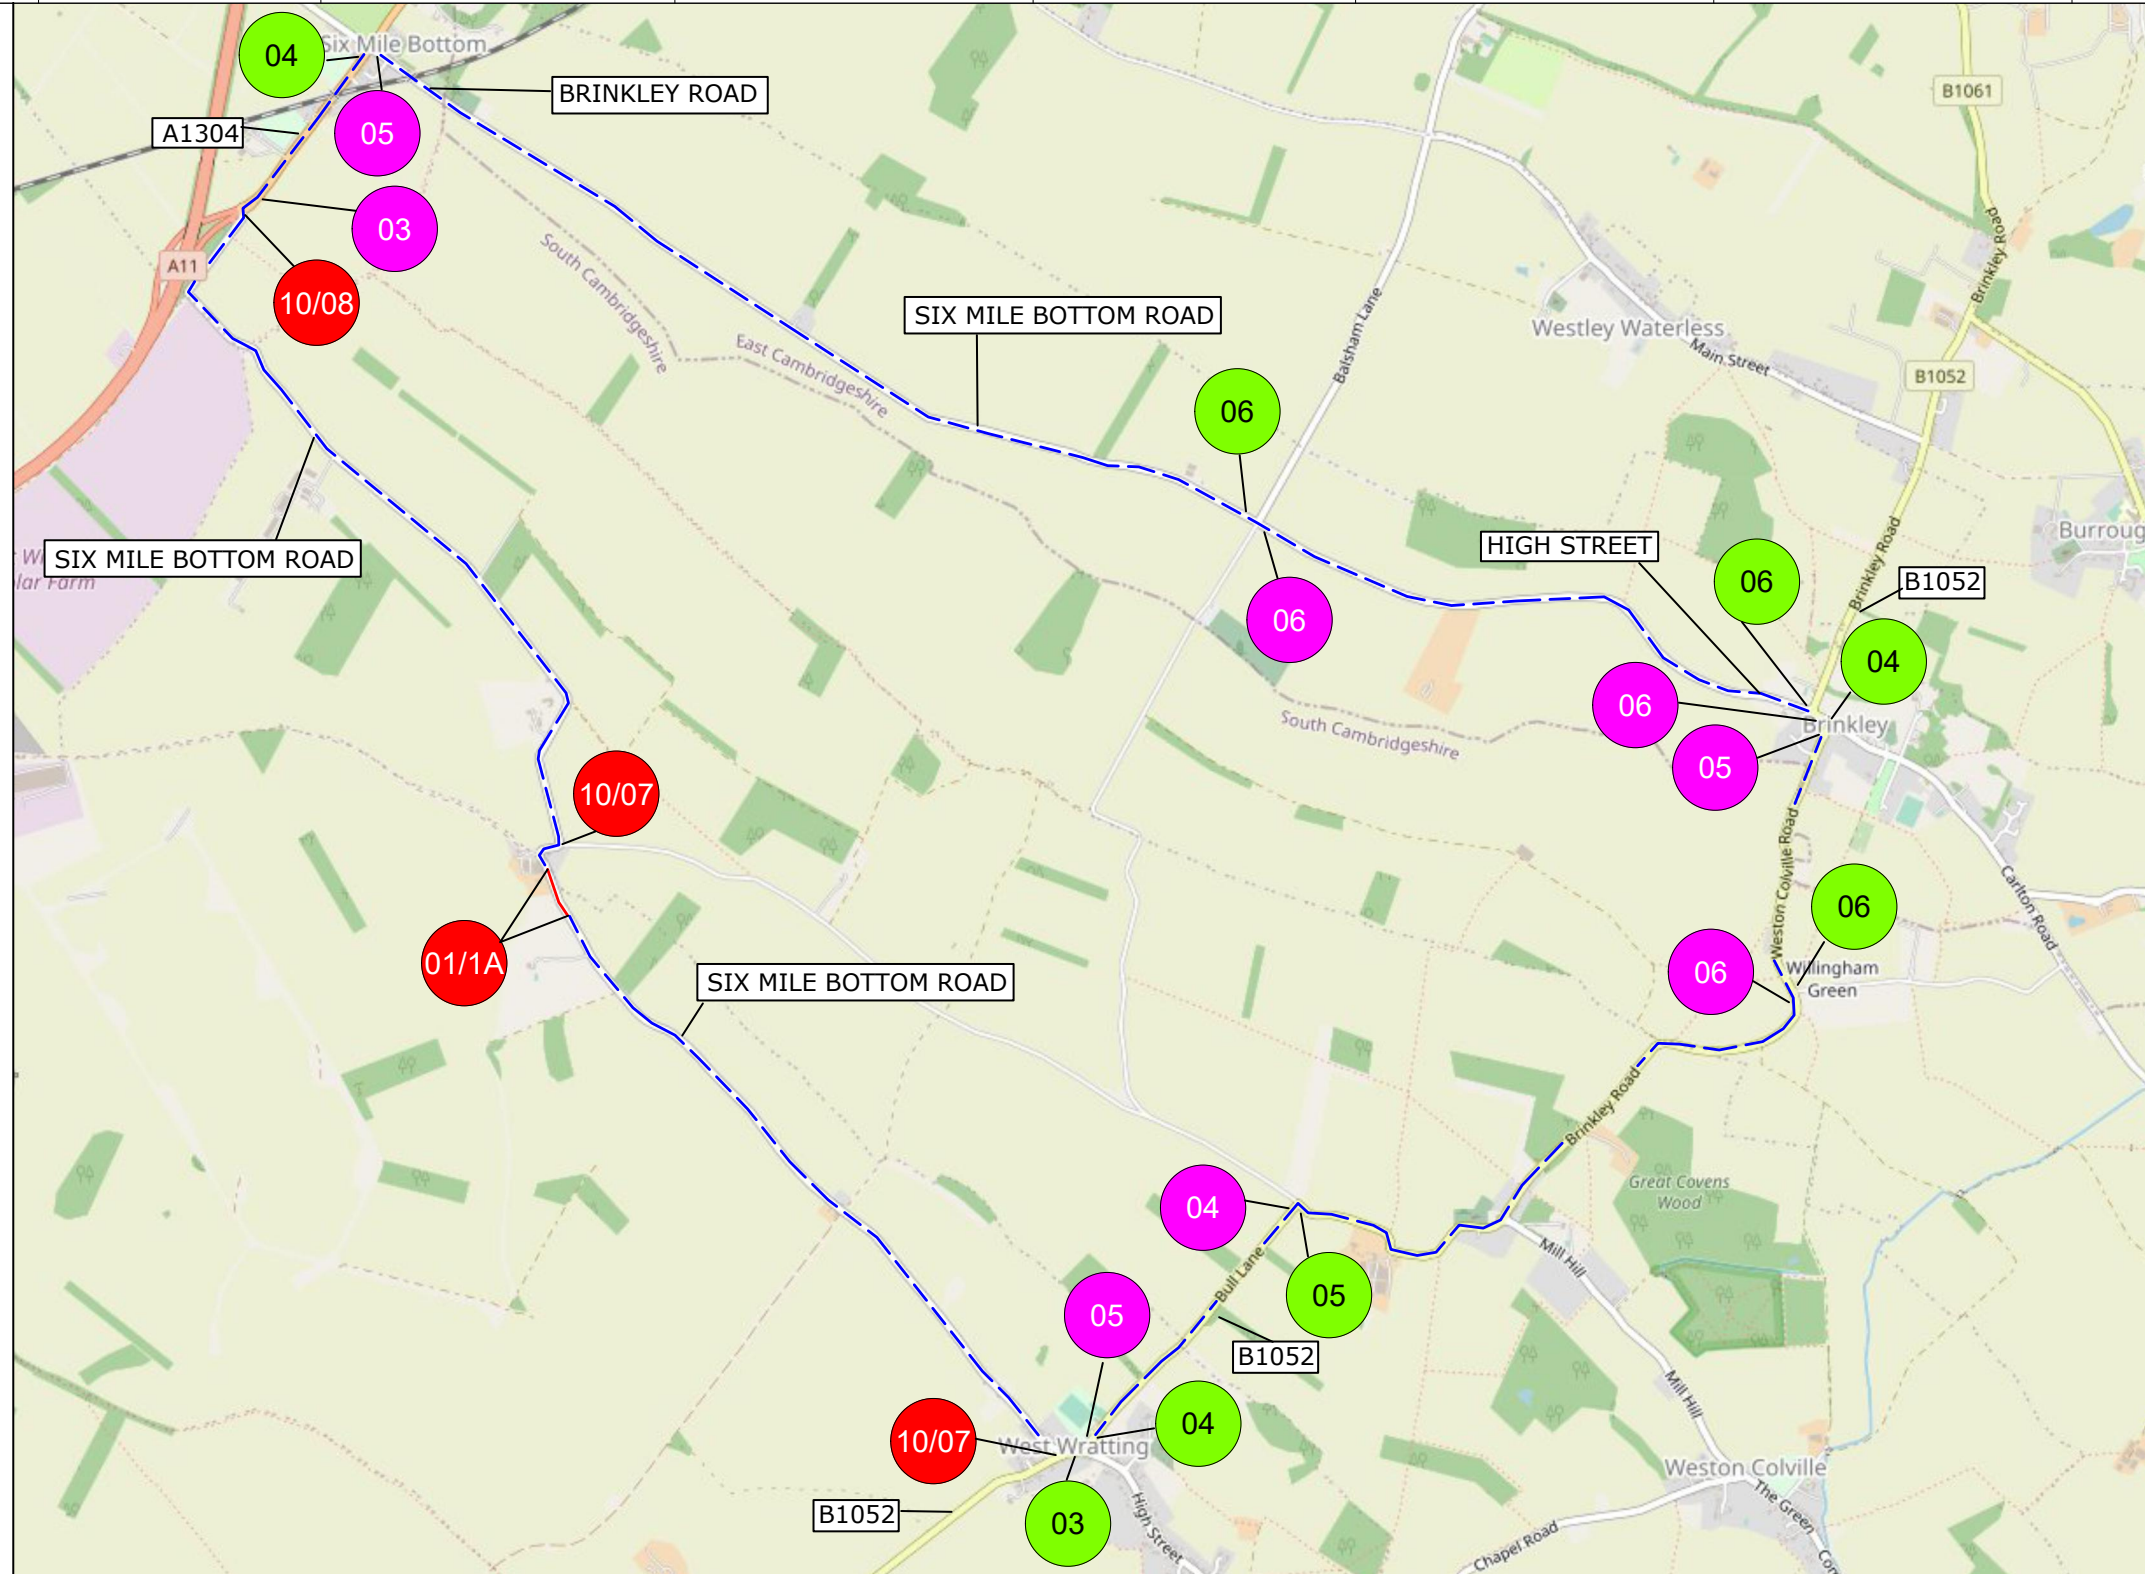 04
Six Mile Bottom
BRINKLEY ROAD
B1061
A1304
05
03
Brinkley Road
A11
10/08
South Cambridgeshire
East Cambridgeshire
SIX MILE BOTTOM ROAD
Balsham Lane
Westley Waterless
Main Street
B1052
06
SIX MILE BOTTOM ROAD
lar Farm
HIGH STREET
06
Brinkley Road
B1052
Burroug
06
04
06
05
Brinkley
South Cambridgeshire
10/07
Weston Colville Road
Carlton Road
01/1A
SIX MILE BOTTOM ROAD
06
06
Willingham
Green
Brinkley Road
Great Covens
Wood
04
05
Mill Hill
Bull Lane
05
B1052
04
10/07
West Wratting
Mill Hill
B1052
03
High Street
Weston Colville
The Green
Chapel Road